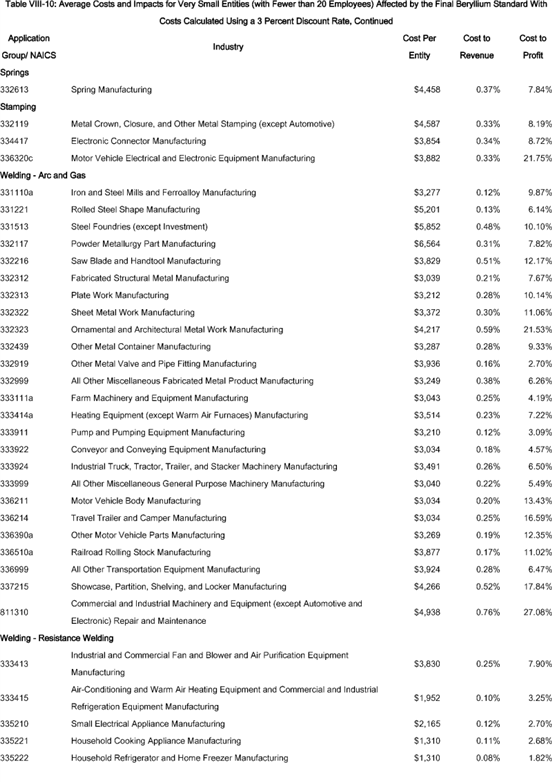 Table VIII-10: Average Costs and Impacts for Very Small Entities (with Fewer than 20 Employees) Affected by the Final Beryllium Standard With
Costs Calculated Using a 3 Percent Discount Rate, Continued
Application Group/ NAICS Industry Cost Per Entity Cost to Revenue Cost to Profit
Springs
332613 Spring Manufacturing $4,458 0.37% 7.84%
Stamping
332119 Metal Crown, Closure, and Other Metal Stamping (except Automotive) $4,587 0.33% 8.19%
334417 Electronic Connector Manufacturing $3,854 0.34% 8.72%
336320c Motor Vehicle Electrical and Electronic Equipment Manufacturing $3,882 0.33% 21.75%
Welding - Arc and Gas
331110a Iron and Steel Mills and Ferroalloy Manufacturing $3,277 0.12% 9.87%
331221 Rolled Steel Shape Manufacturing $5,201 0.13% 6.14%
331513 Steel Foundries (except Investment) $5,852 0.48% 10.10%
332117 Powder Metallurgy Part Manufacturing $6,564 0.31% 7.82%
332216 Saw Blade and Handtool Manufacturing $3,829 0.51% 12.17%
332312 Fabricated Structural Metal Manufacturing $3,039 0.21% 7.67%
332313 Plate Work Manufacturing $3,212 0.28% 10.14%
332322 Sheet Metal Work Manufacturing $3,372 0.30% 11.06%
332323 Ornamental and Architectural Metal Work Manufacturing $4,217 0.59% 21.53%
332439 Other Metal Container Manufacturing $3,287 0.28% 9.33%
332919 Other Metal Valve and Pipe Fitting Manufacturing $3,936 0.16% 2.70%
332999 All Other Miscellaneous Fabricated Metal Product Manufacturing $3,249 0.38% 6.26%
333111a Farm Machinery and Equipment Manufacturing $3,043 0.25% 4.19%
333414a Heating Equipment (except Warm Air Furnaces) Manufacturing $3,514 0.23% 7.22%
333911 Pump and Pumping Equipment Manufacturing $3,210 0.12% 3.09%
333922 Conveyor and Conveying Equipment Manufacturing $3,034 0.18% 4.57%
333924 Industrial Truck, Tractor, Trailer, and Stacker Machinery Manufacturing $3,491 0.26% 6.50%
333999 All Other Miscellaneous General Purpose Machinery Manufacturing $3,040 0.22% 5.49%
336211 Motor Vehicle Body Manufacturing $3,034 0.20% 13.43%
336214 Travel Trailer and Camper Manufacturing $3,034 0.25% 16.59%
336390a Other Motor Vehicle Parts Manufacturing $3,269 0.19% 12.35%
336510a Railroad Rolling Stock Manufacturing $3,877 0.17% 11.02%
336999 All Other Transportation Equipment Manufacturing $3,924 0.28% 6.47%
337215 Showcase, Partition, Shelving, and Locker Manufacturing $4,266 0.52% 17.84%
811310 Commercial and Industrial Machinery and Equipment (except Automotive and
Electronic) Repair and Maintenance $4,938 0.76% 27.08%
Welding - Resistance Welding
333413 Industrial and Commercial Fan and Blower and Air Purification Equipment
Manufacturing $3,830 0.25% 7.90%
333415 Air-Conditioning and Warm Air Heating Equipment and Commercial and Industrial
Refrigeration Equipment Manufacturing $1,952 0.10% 3.25%
335210 Small Electrical Appliance Manufacturing $2,165 0.12% 2.70%
335221 Household Cooking Appliance Manufacturing $1,310 0.11% 2.68%
335222 Household Refrigerator and Home Freezer Manufacturing $1,310 0.08% 1.82%